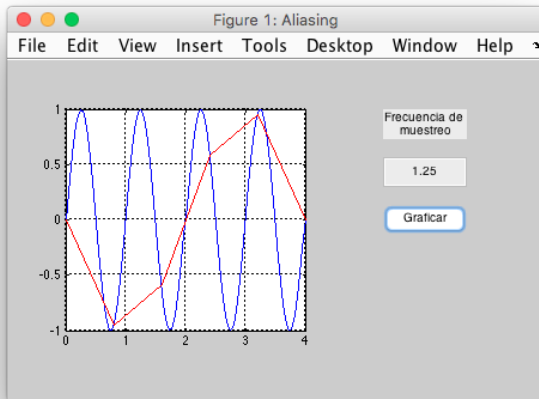 Figure 1: Aliasing
File Edit View Insert Tools Desktop Window Help
Frecuencia de
muestreo
1.25
Graficar
1
0.5
0
-0.5
-1
0 1 2 3 4